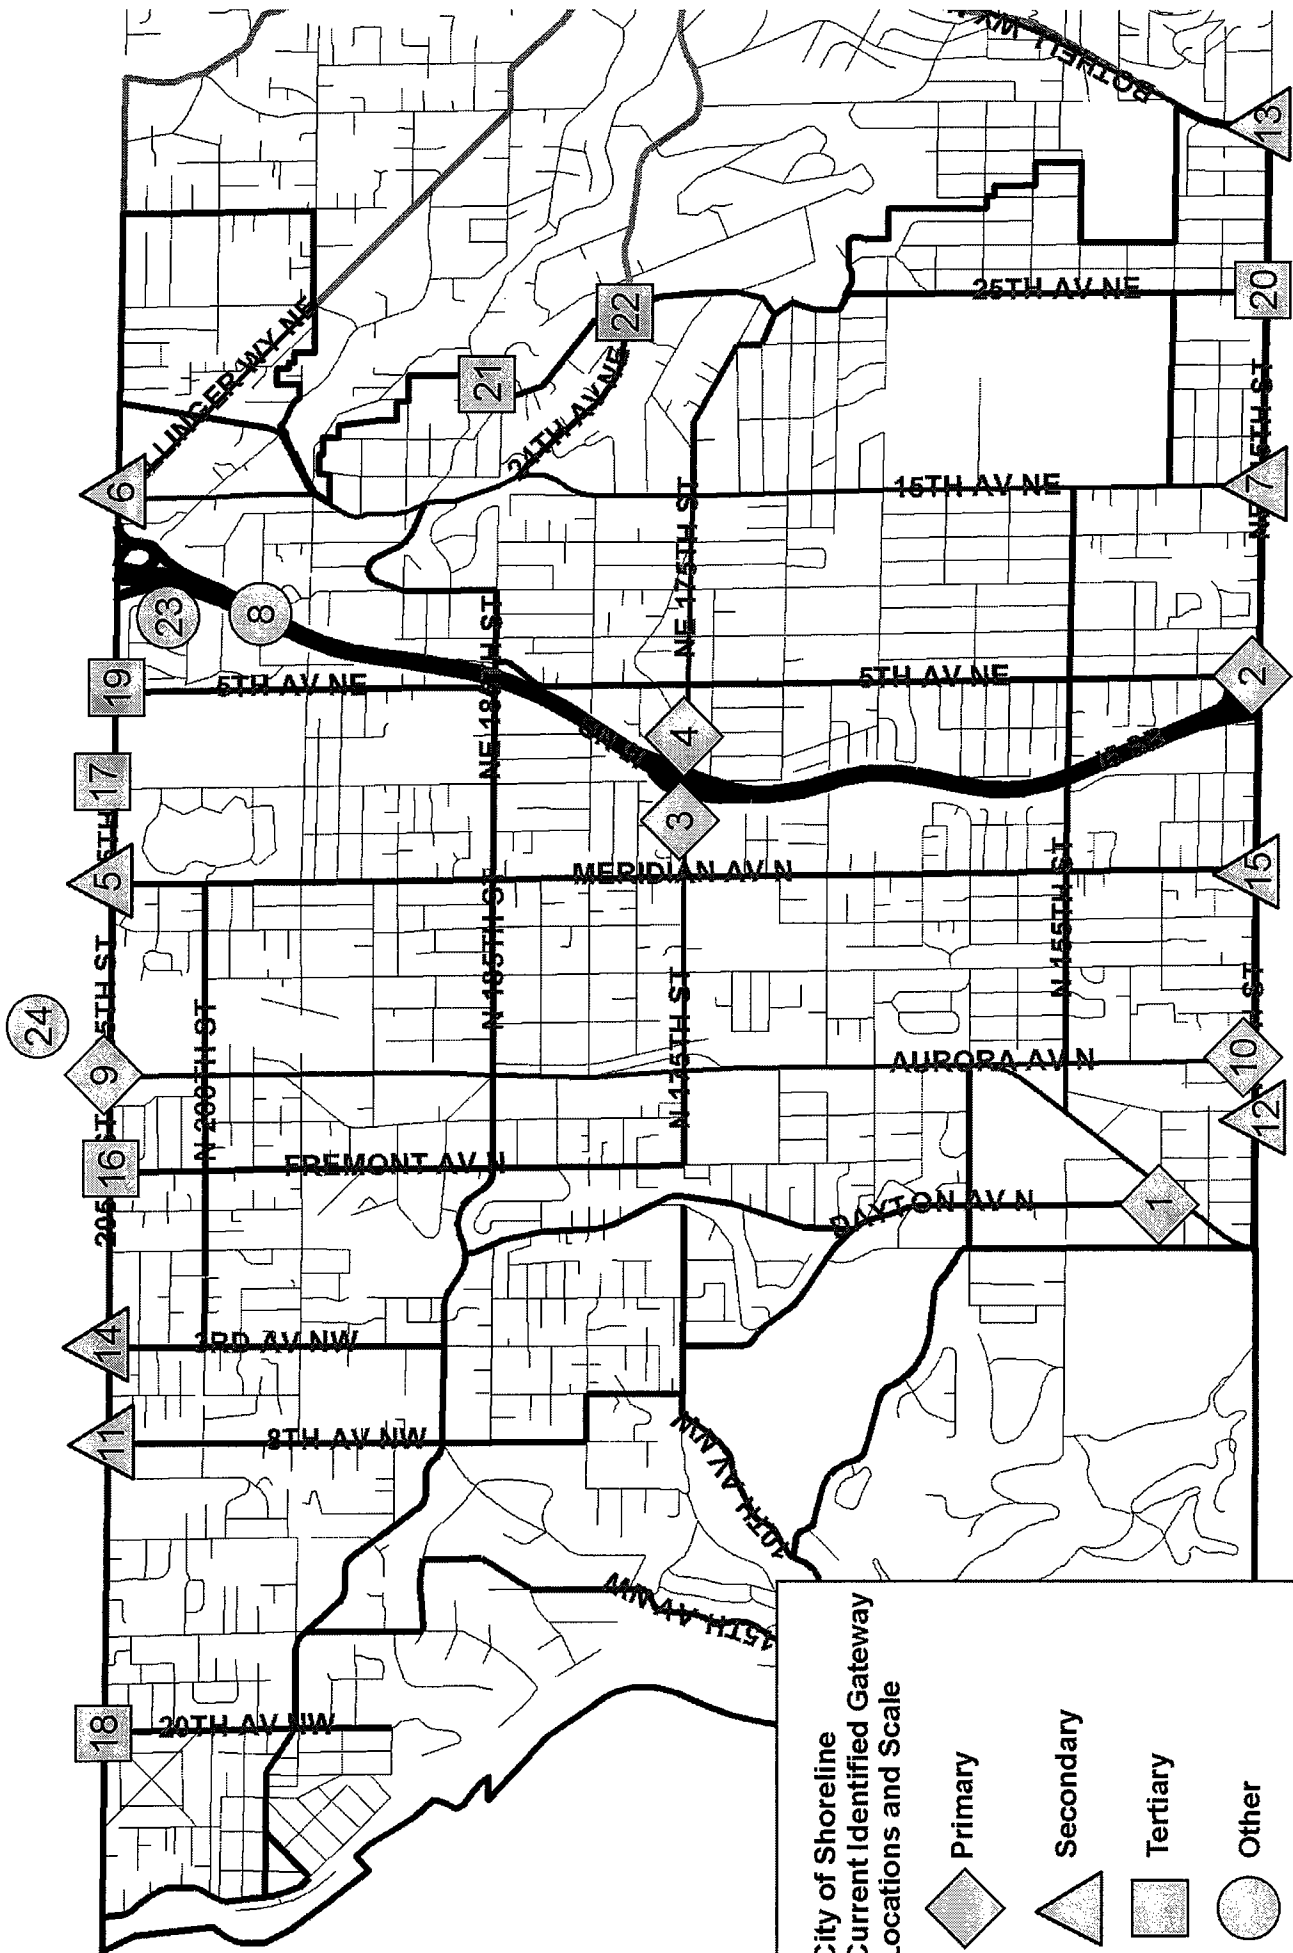 24
9
16
14
11
18
5
17
19
23
8
6
21
22
3
4
1
12
10
15
2
7
20
13
20TH AV NW
8TH AV NW
3RD AV NW
FREMONT AV N
N 200TH ST
N 185TH ST
NE 185TH ST
5TH AV NE
24TH AV NE
15TH AV NW
10TH AV NW
N 175TH ST
MERIDIAN AV N
NE 175TH ST
DAYTON AV N
AURORA AV N
5TH AV NE
15TH AV NE
25TH AV NE
N 155TH ST
BOTHELL WY
City of Shoreline
Current Identified Gateway
Locations and Scale
Primary
Secondary
Tertiary
Other